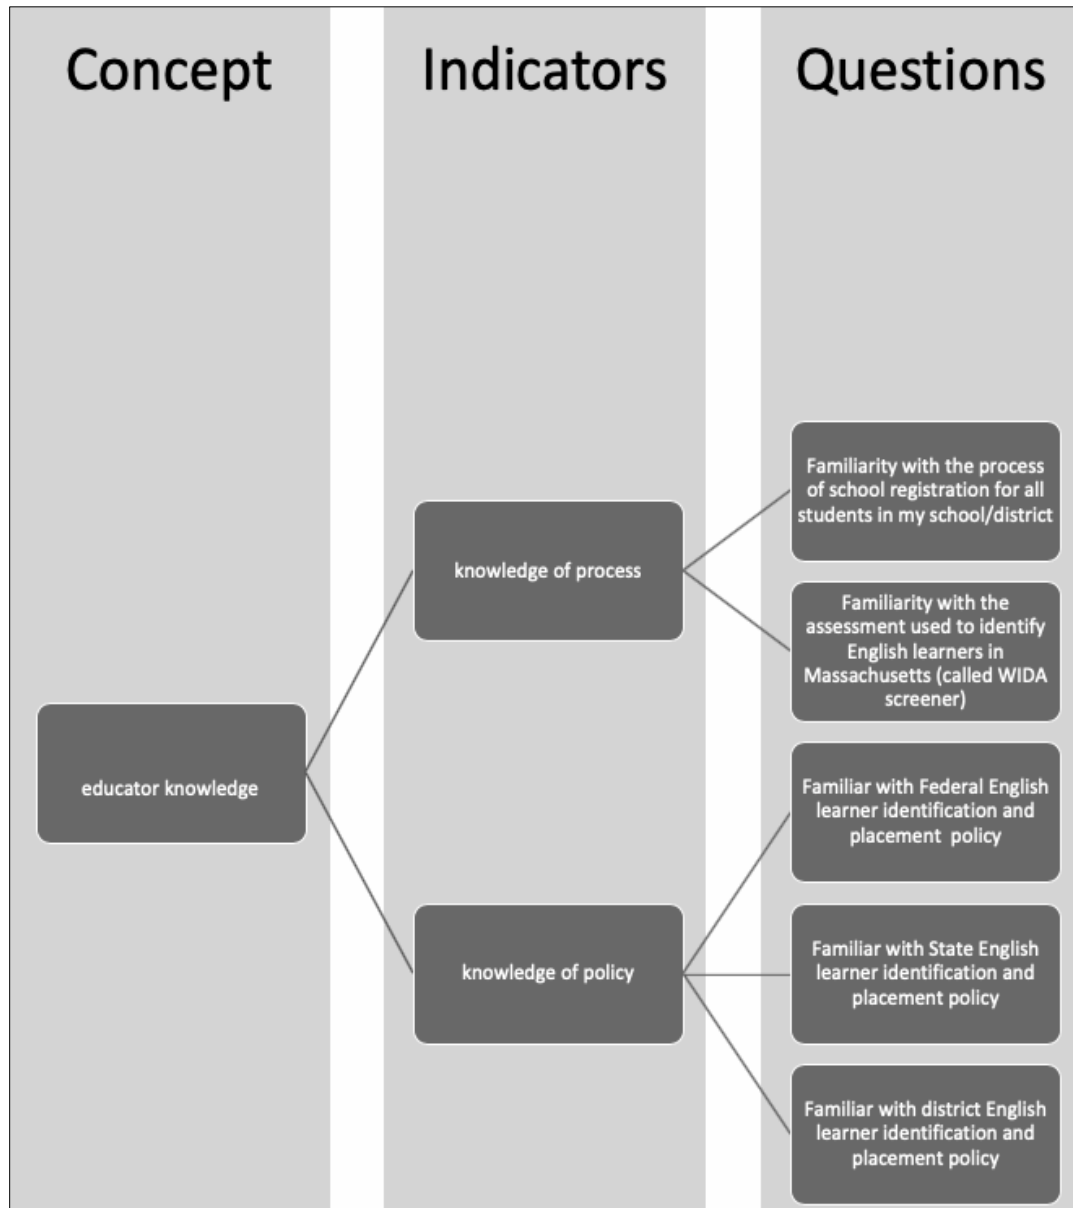 Concept
Indicators
Questions
educator knowledge
knowledge of process
knowledge of policy
Familiarity with the process
of school registration for all
students in my school/district
Familiarity with the
assessment used to identify
English learners in
Massachusetts (called WIDA
screener)
Familiar with Federal English
learner identification and
placement  policy
Familiar with State English
learner identification and
placement policy
Familiar with district English
learner identification and
placement policy